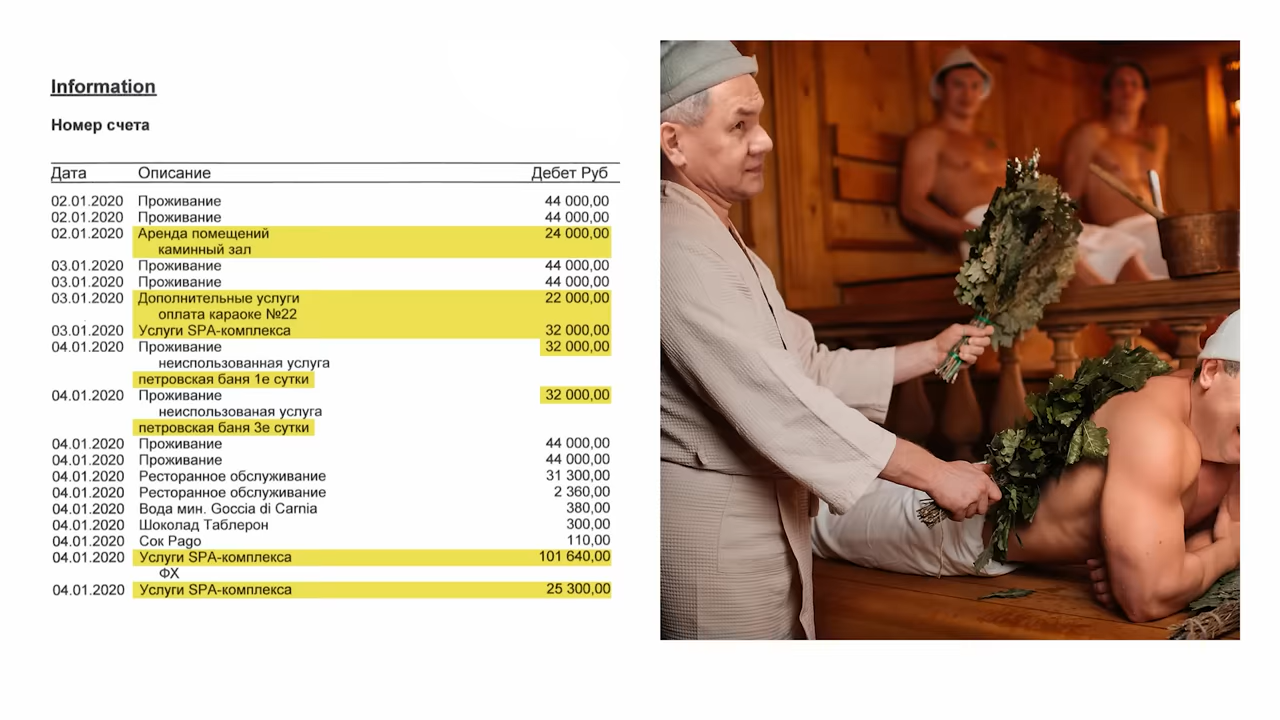 Information
Номер счета
Дата Описание Дебет Руб
02.01.2020 Проживание 44 000,00
02.01.2020 Проживание 44 000,00
02.01.2020 Аренда помещений 24 000,00
каминный зал
03.01.2020 Проживание 44 000,00
03.01.2020 Проживание 44 000,00
03.01.2020 Дополнительные услуги 22 000,00
оплата караоке №22
03.01.2020 Услуги SPA-комплекса 32 000,00
04.01.2020 Проживание 32 000,00
неиспользованная услуга
петровская баня 1е сутки
04.01.2020 Проживание 32 000,00
неиспользованая услуга
петровская баня 3е сутки
04.01.2020 Проживание 44 000,00
04.01.2020 Проживание 44 000,00
04.01.2020 Ресторанное обслуживание 31 300,00
04.01.2020 Ресторанное обслуживание 2 360,00
04.01.2020 Вода мин. Goccia di Carnia 380,00
04.01.2020 Шоколад Таблерон 300,00
04.01.2020 Сок Pago 110,00
04.01.2020 Услуги SPA-комплекса 101 640,00
ФХ
04.01.2020 Услуги SPA-комплекса 25 300,00